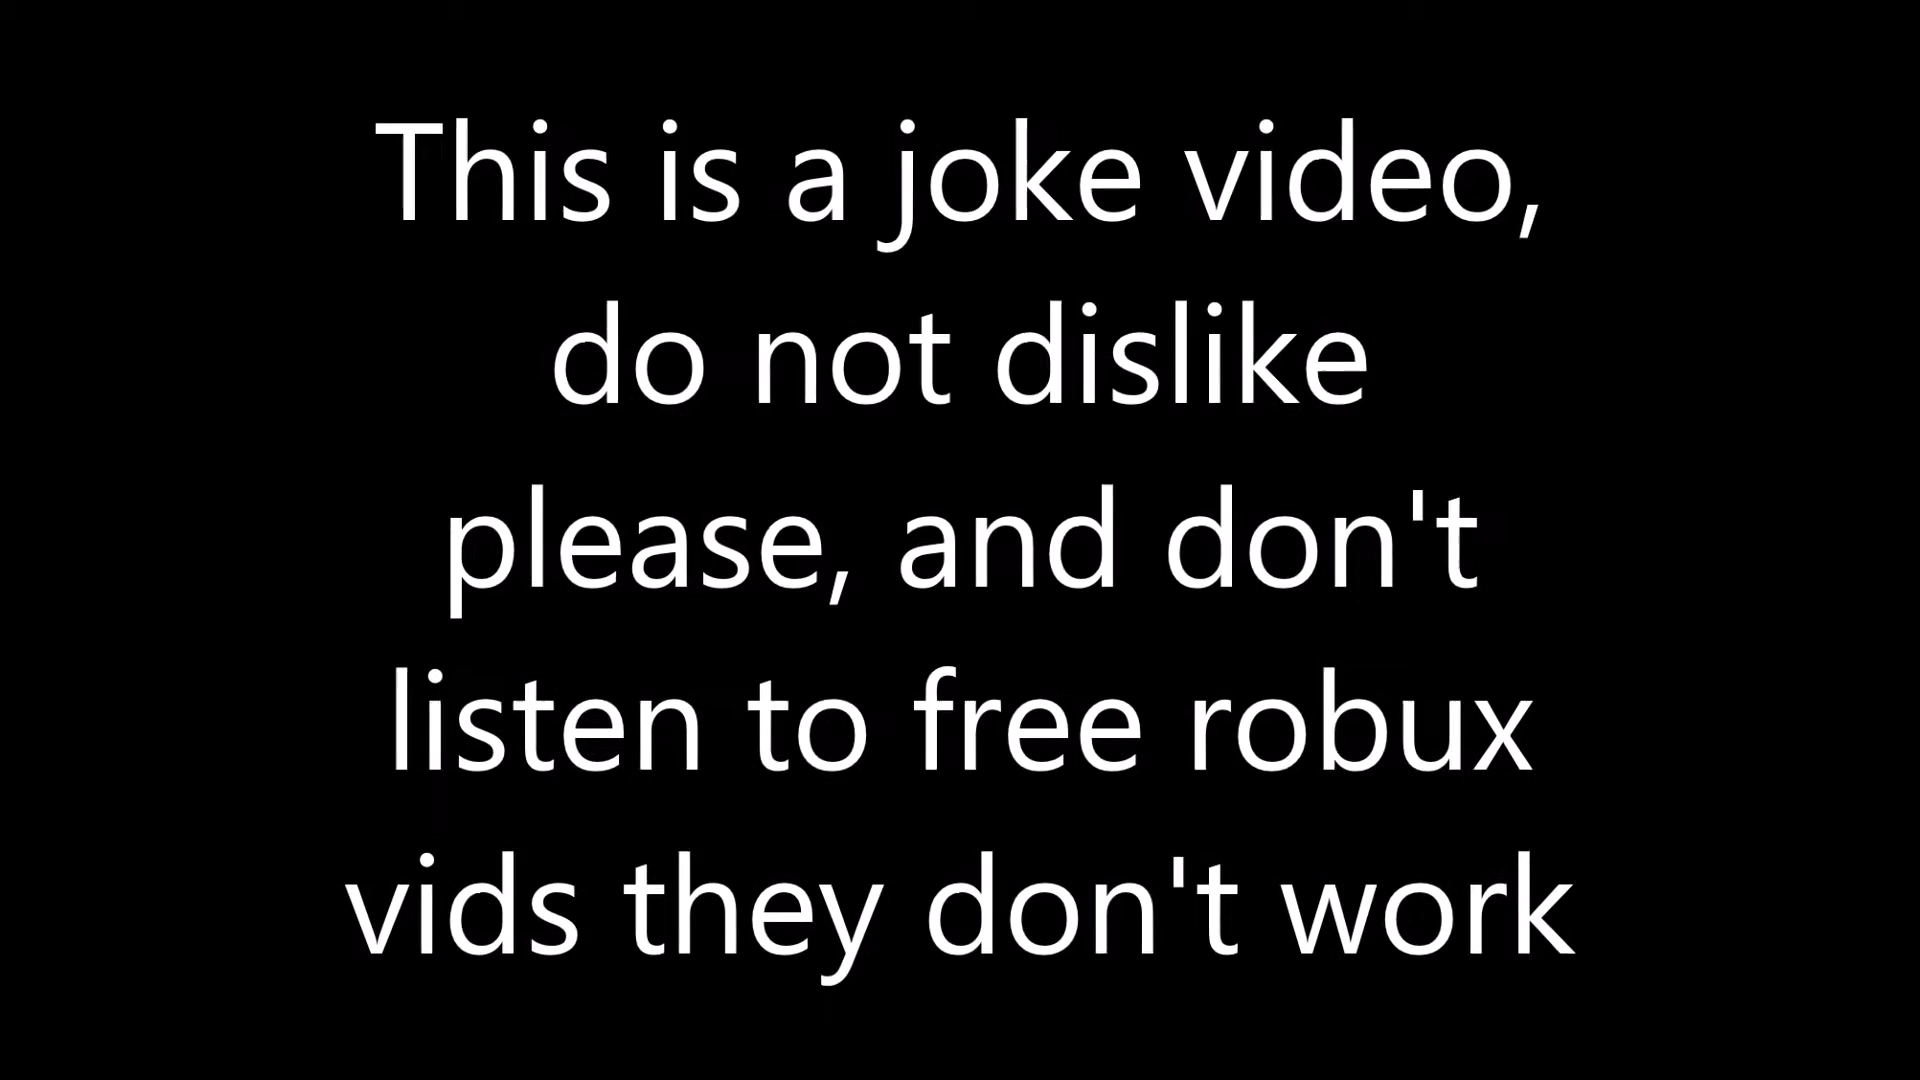 This is a joke video,
do not dislike
please, and don't
listen to free robux
vids they don't work